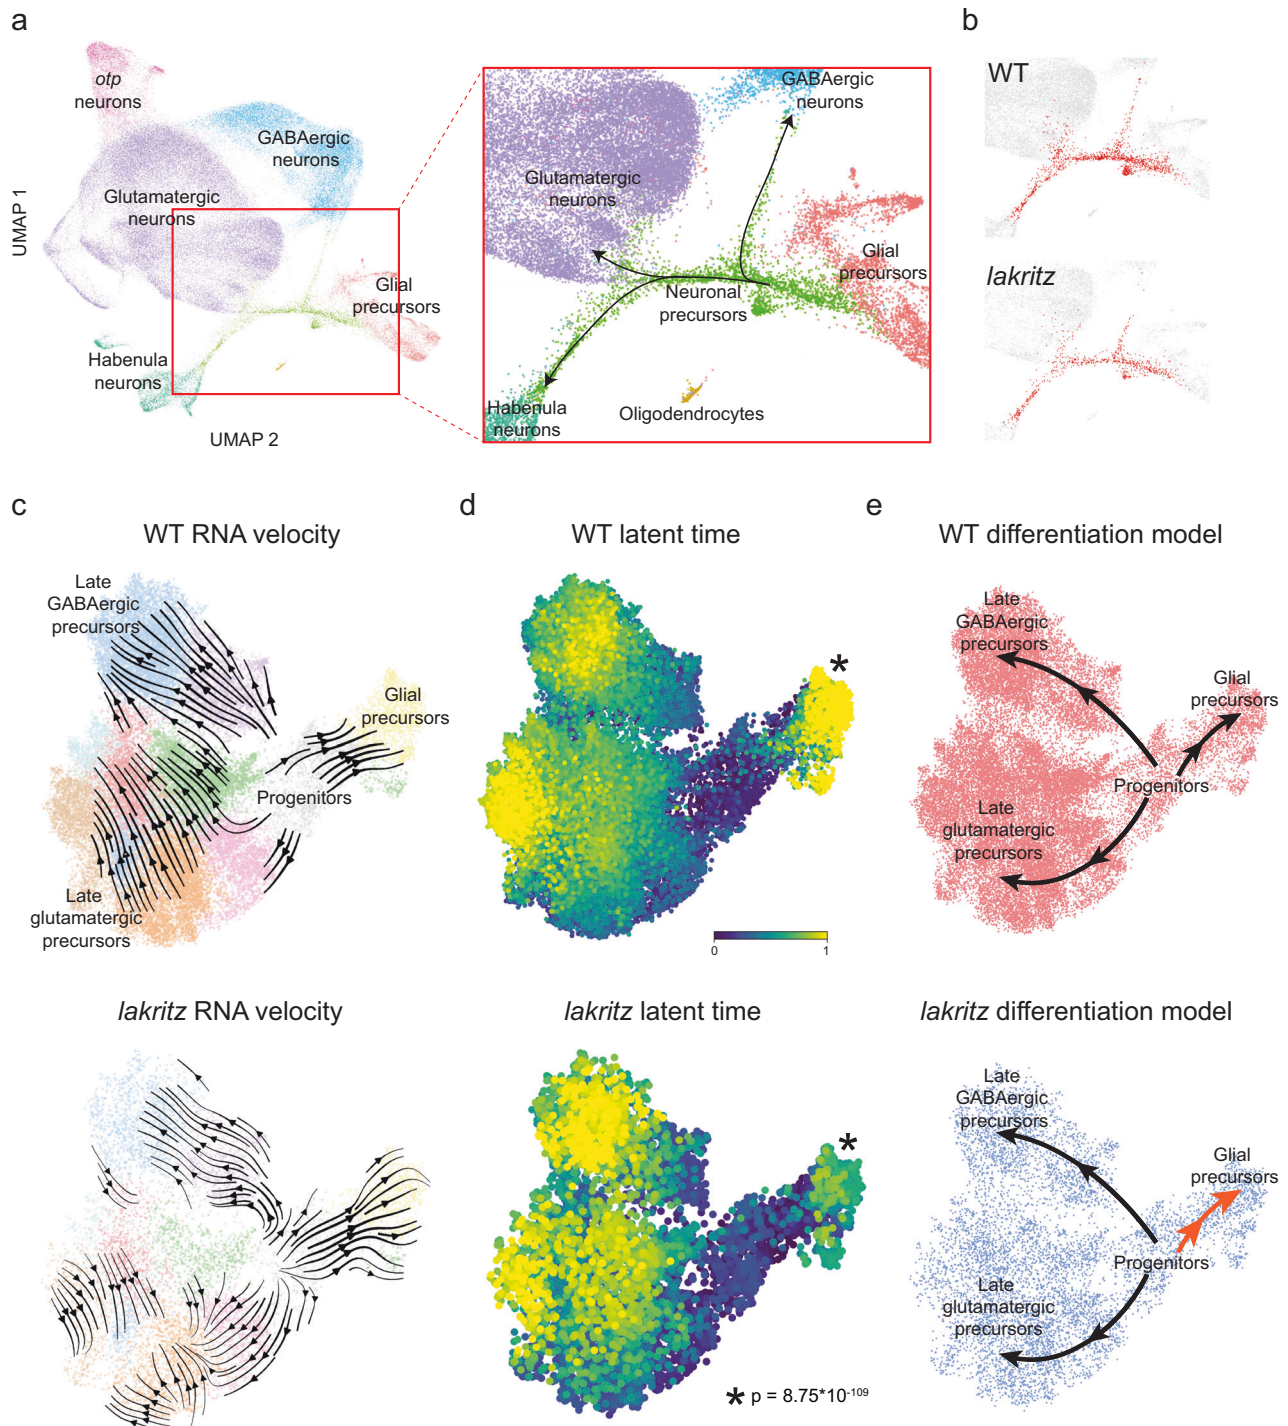 a
otp
neurons
GABAergic
neurons
Glutamatergic
neurons
UMAP 1
Glial
precursors
Habenula
neurons
UMAP 2
GABAergic
neurons
Glutamatergic
neurons
Glial
precursors
Neuronal
precursors
Habenula
neurons
Oligodendrocytes
b
WT
lakritz
c
WT RNA velocity
Late
GABAergic
precursors
Glial
precursors
Progenitors
Late
glutamatergic
precursors
lakritz RNA velocity
d
WT latent time
*
0
1
lakritz latent time
*
* p = 8.75*10-109
e
WT differentiation model
Late
GABAergic
precursors
Glial
precursors
Progenitors
Late
glutamatergic
precursors
lakritz differentiation model
Late
GABAergic
precursors
Glial
precursors
Progenitors
Late
glutamatergic
precursors